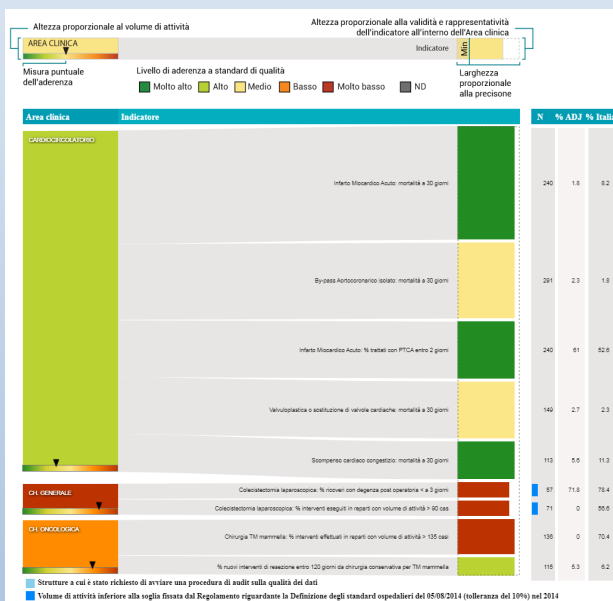 Altezza proporzionale al volume di attività
Altezza proporzionale alla validità e rappresentatività
dell'indicatore all'interno dell'Area clinica
AREA CLINICA
Indicatore
Min
Misura puntuale
dell'aderenza
Livello di aderenza a standard di qualità
Molto alto Alto Medio Basso Molto basso ND
Larghezza
proporzionale
alla precisone
Area clinica Indicatore N % ADJ % Italia
CARDIOCIRCOLATORIO
Infarto Miocardico Acuto: mortalità a 30 giorni 240 1.8 9.2
By-pass Aortocoronarico isolato: mortalità a 30 giorni 291 2.3 1.8
Infarto Miocardico Acuto: % trattati con PTCA entro 2 giorni 240 61 52.6
Valvuloplastica o sostituzione di valvole cardiache: mortalità a 30 giorni 149 2.7 2.3
Scompenso cardiaco congestizio: mortalità a 30 giorni 113 5.6 11.3
CH. GENERALE
Colecistectomia laparoscopica: % ricoveri con degenza post operatoria < a 3 giorni 67 71.8 78.4
Colecistectomia laparoscopica: % interventi eseguiti in reparti con volume di attività > 90 cas 71 0 56.6
CH. ONCOLOGICA
Chirurgia TM mammella: % interventi effettuati in reparti con volume di attività > 135 casi 136 0 70.4
% nuovi interventi di resezione entro 120 giorni da chirurgia conservativa per TM mammella 115 5.3 6.2
Strutture a cui è stato richiesto di avviare una procedura di audit sulla qualità dei dati
Volume di attività inferiore alla soglia fissata dal Regolamento riguardante la Definizione degli standard ospedalieri del 05/08/2014 (tolleranza del 10%) nel 2014